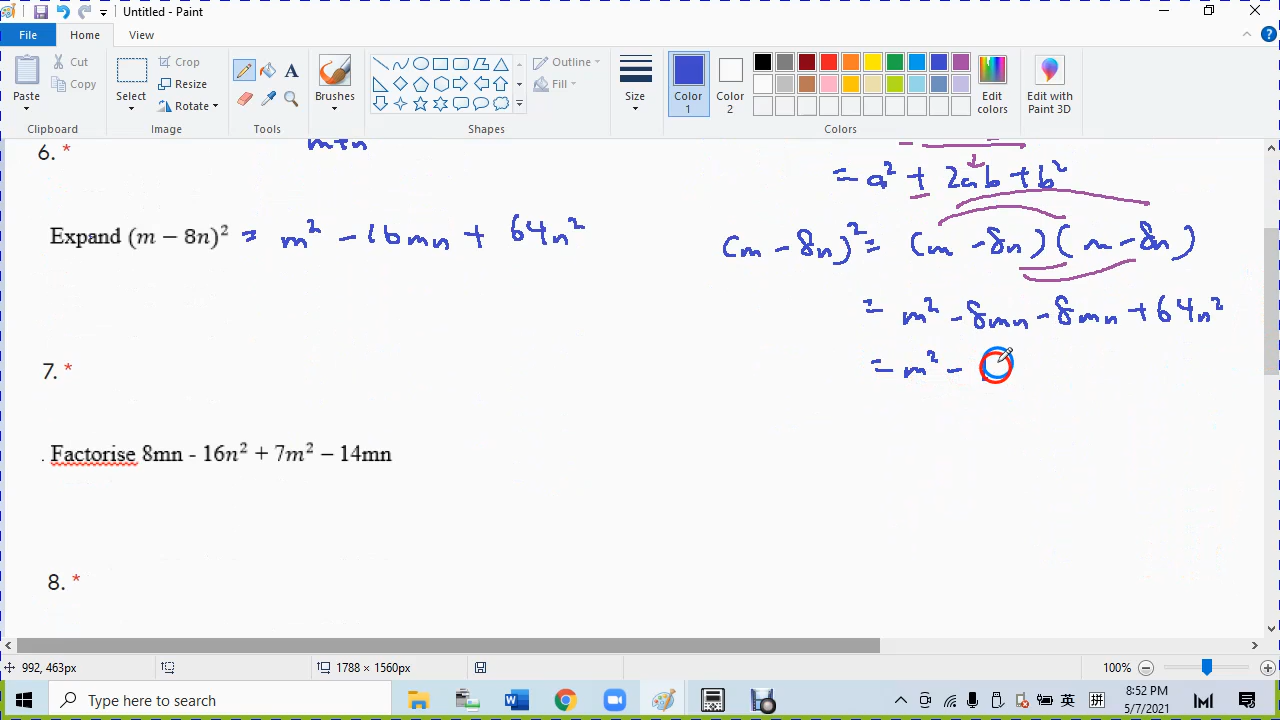 Untitled - Paint
File Home View
Paste Cut Copy Clipboard
Select Crop Resize Rotate Image
Tools
Brushes
Shapes Outline Fill
Size
Color 1 Color 2 Colors
Edit colors
Edit with Paint 3D
m+n
6. *
= a² + 2ab + b²
Expand (m − 8n)² = m² - 16mn + 64n²
(m - 8n)² = (m - 8n)(m - 8n)
= m² - 8mn - 8mn + 64n²
= m² -
7. *
. Factorise 8mn - 16n² + 7m² − 14mn
8. *
992, 463px 1788 × 1560px 100%
Type here to search
英 拼 8:52 PM
5/7/2021